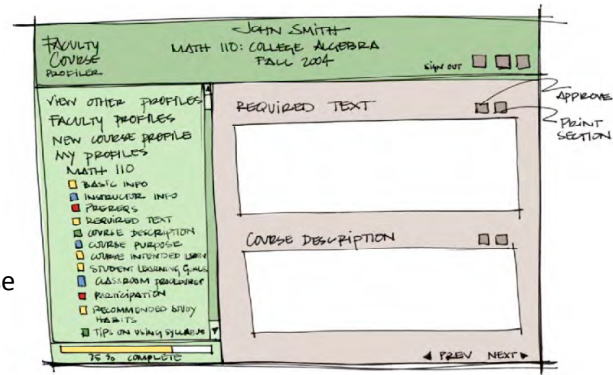 FACULTY
COURSE
PROFILER
JOHN SMITH
MATH 110: COLLEGE ALGEBRA
FALL 2004
SIGN OUT
VIEW OTHER PROFILES
FACULTY PROFILES
NEW COURSE PROFILE
MY PROFILES
MATH 110
BASIC INFO
INSTRUCTOR INFO
PREREQS
REQUIRED TEXT
COURSE DESCRIPTION
COURSE PURPOSE
COURSE INTENDED
STUDENT LEARNING GOALS
CLASSROOM PROCEDURES
PARTICIPATION
RECOMMENDED STUDY
HABITS
TIPS ON USING SYLLABUS
75% COMPLETE
REQUIRED TEXT
APPROVE
PRINT
SECTION
COURSE DESCRIPTION
PREV NEXT
se